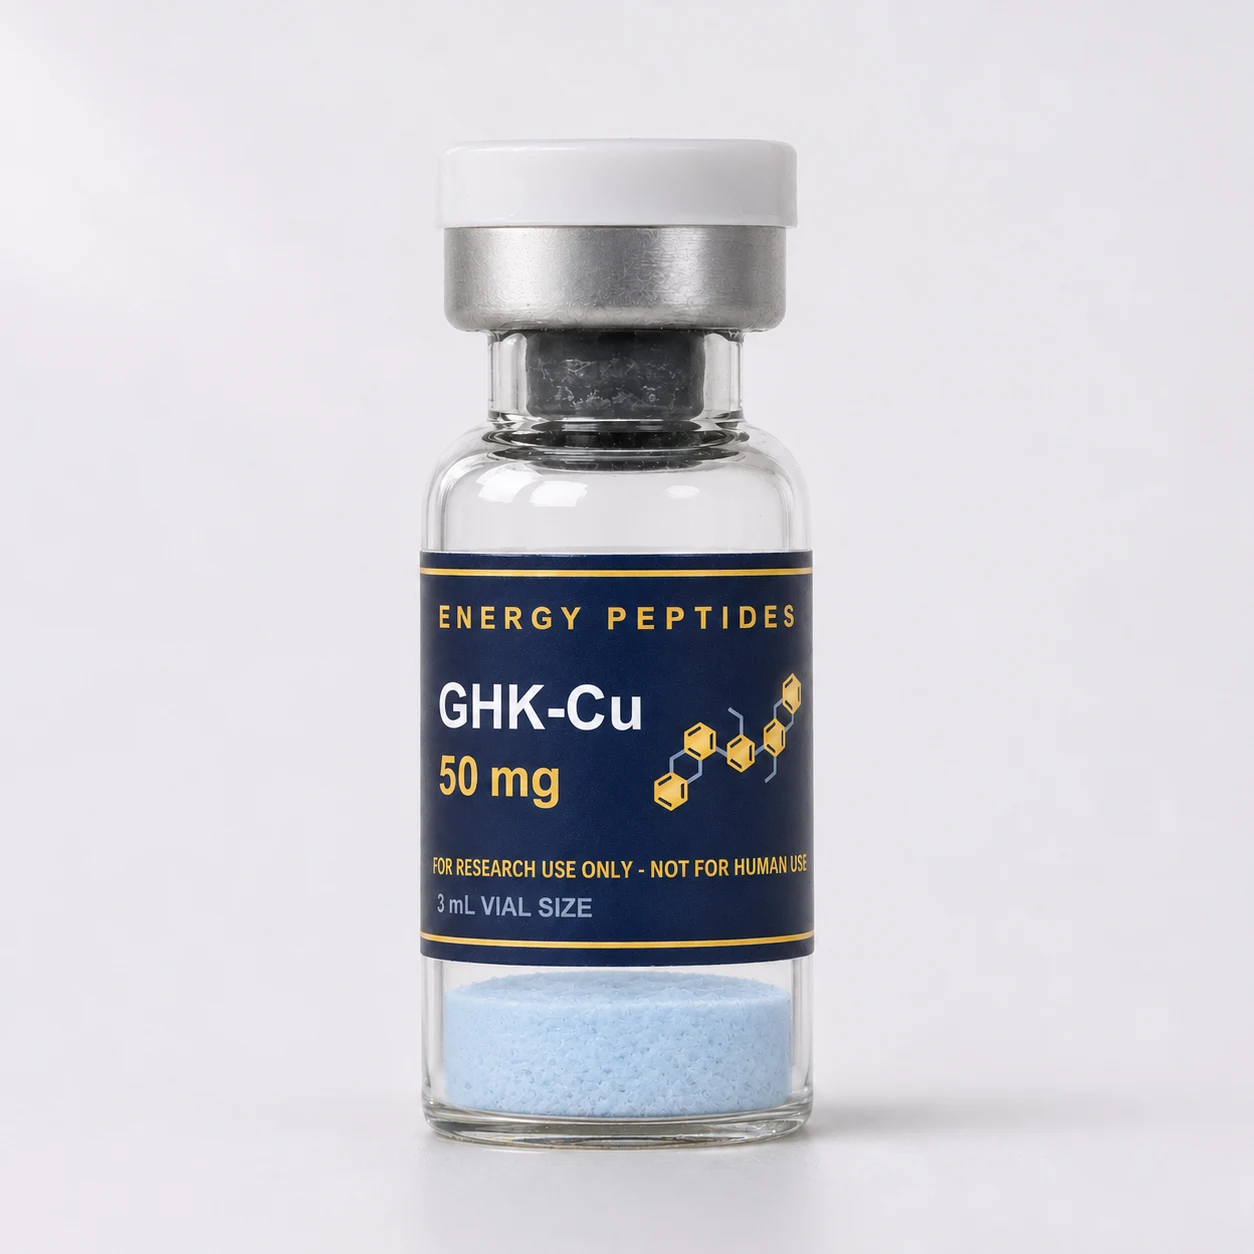 ENERGY PEPTIDES
GHK-Cu
50 mg
FOR RESEARCH USE ONLY - NOT FOR HUMAN USE
3 mL VIAL SIZE